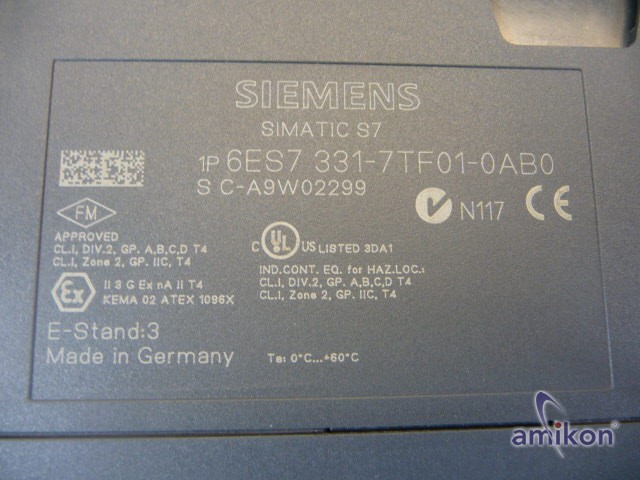 SIEMENS
SIMATIC S7
1P 6ES7 331-7TF01-0AB0
S C-A9W02299
N117 CE
FM
APPROVED
CL.I, DIV.2, GP. A,B,C,D T4
CL.I, Zone 2, GP. IIC, T4
C UL US LISTED 3DA1
IND.CONT. EQ. for HAZ.LOC.:
CL.I, DIV.2, GP. A,B,C,D T4
CL.I, Zone 2, GP. IIC, T4
Ex
II 3 G Ex nA II T4
KEMA 02 ATEX 1096X
E-Stand:3
Made in Germany
Ta: 0°C...+60°C
amikon